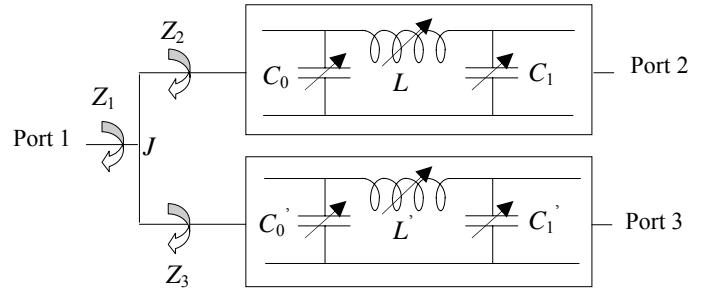 Z2
C0 L C1 Port 2
Z1
Port 1 J
C0' L' C1' Port 3
Z3